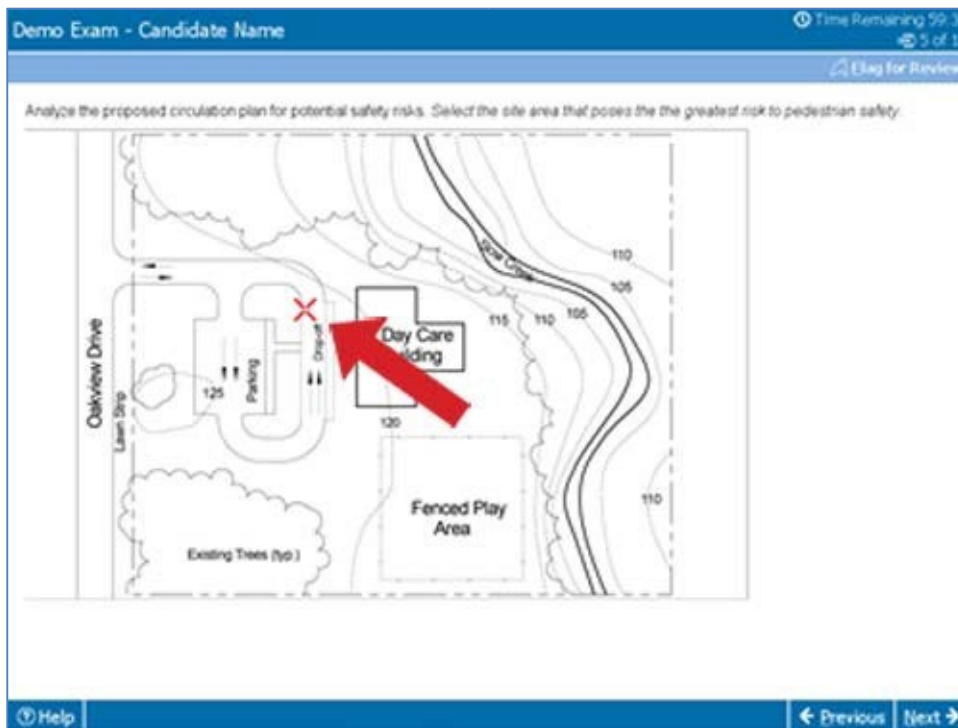 Demo Exam - Candidate Name
Time Remaining 59:3
5 of 1
Flag for Review
Analyze the proposed circulation plan for potential safety risks. Select the site area that poses the the greatest risk to pedestrian safety.
110
105
Slow Creek
115 110 105
Oakview Drive
Lawn Strip
125
Parking
Drop-off
Day Care
120
Fenced Play
Area
110
Existing Trees (typ.)
Help
Previous
Next